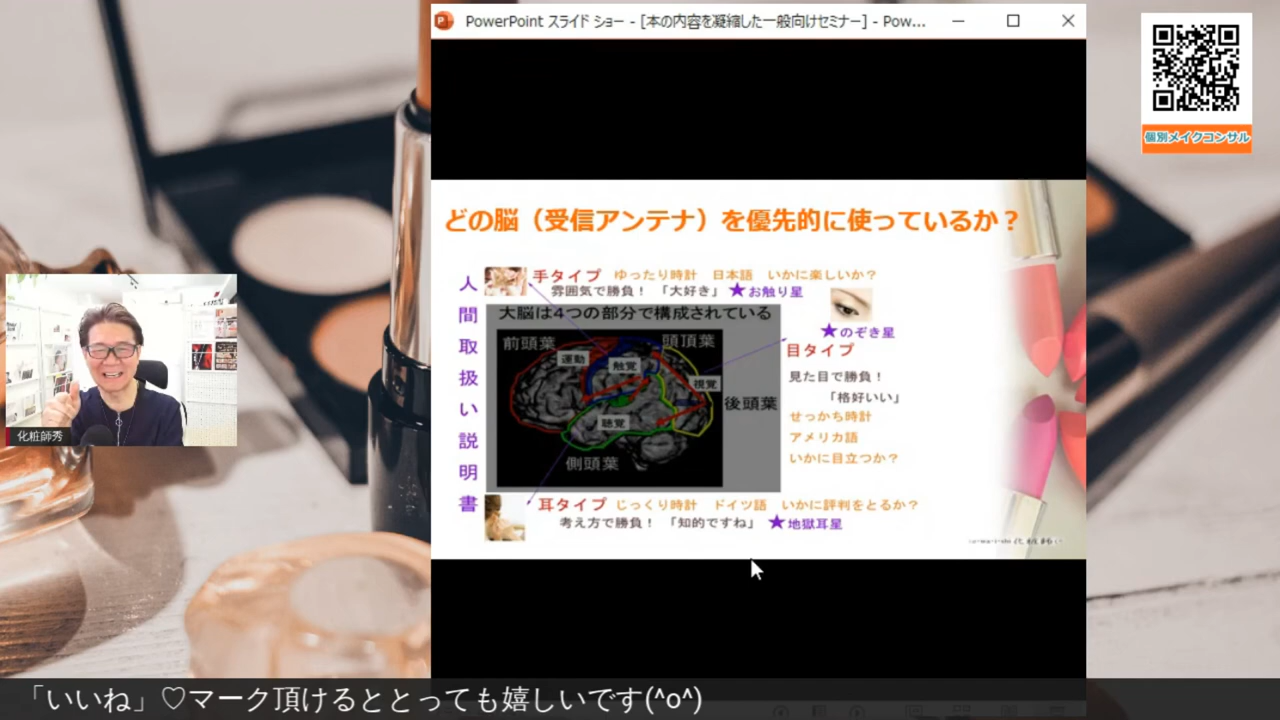 PowerPoint スライド ショー - [本の内容を凝縮した一般向けセミナー] - Pow...
個別メイクコンサル
どの脳（受信アンテナ）を優先的に使っているか？
人間取扱い説明書
手タイプ ゆったり時計 日本語 いかに楽しいか？
雰囲気で勝負！ 「大好き」 ★お触り星
大脳は4つの部分で構成されている
前頭葉
運動
触覚
頭頂葉
視覚
後頭葉
聴覚
側頭葉
★のぞき星
目タイプ
見た目で勝負！
「格好いい」
せっかち時計
アメリカ語
いかに目立つか？
耳タイプ じっくり時計 ドイツ語 いかに評判をとるか？
考え方で勝負！ 「知的ですね」 ★地獄耳星
化粧師秀
「いいね」♡マーク頂けるととっても嬉しいです(^o^)